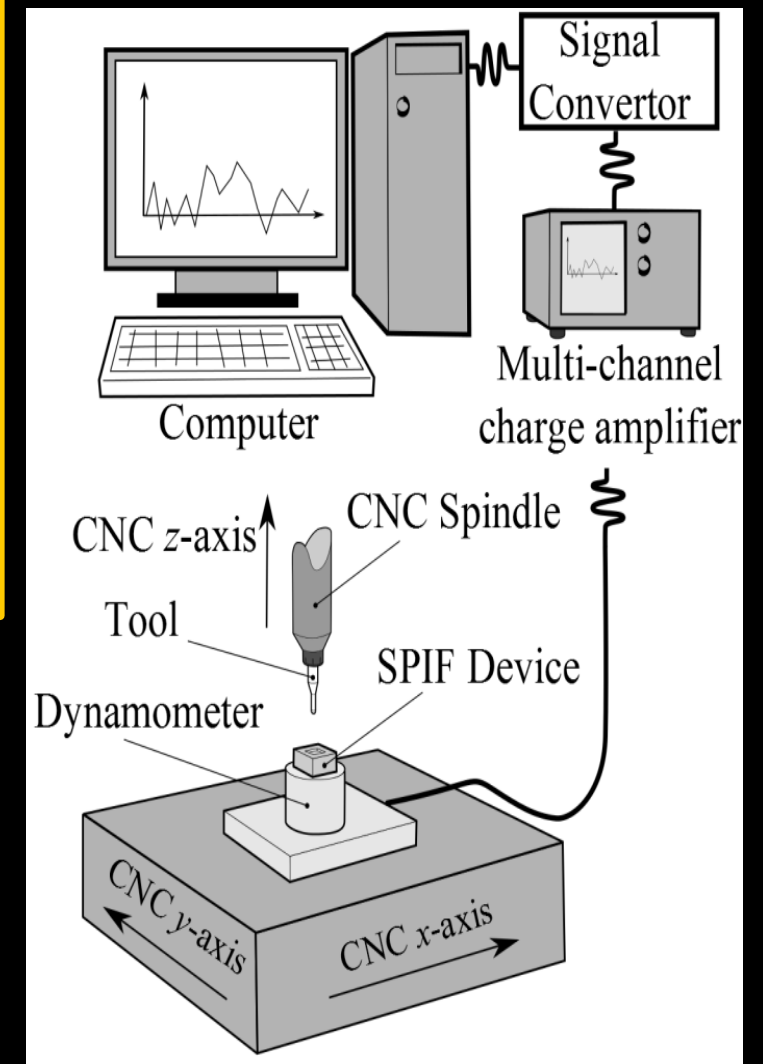 Signal
Convertor
Multi-channel
charge amplifier
Computer
CNC z-axis
CNC Spindle
Tool
SPIF Device
Dynamometer
CNC y-axis
CNC x-axis